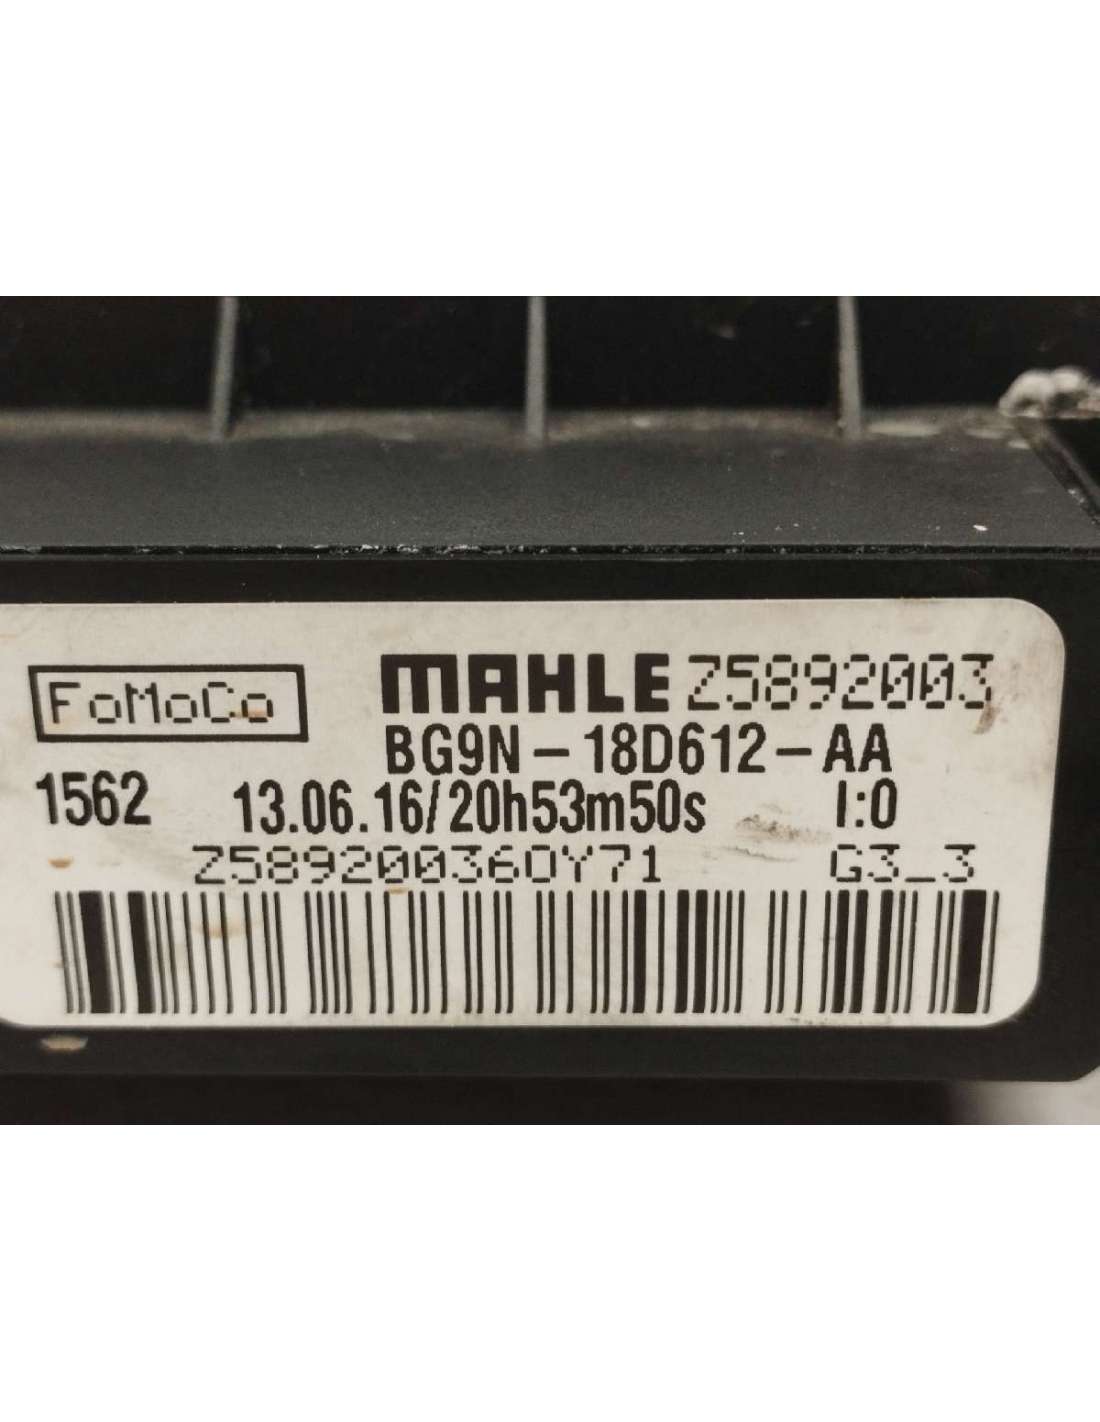 FoMoCo MAHLE Z5892003
BG9N-18D612-AA
1562 13.06.16/20h53m50s I:0
Z589200360Y71 G3_3